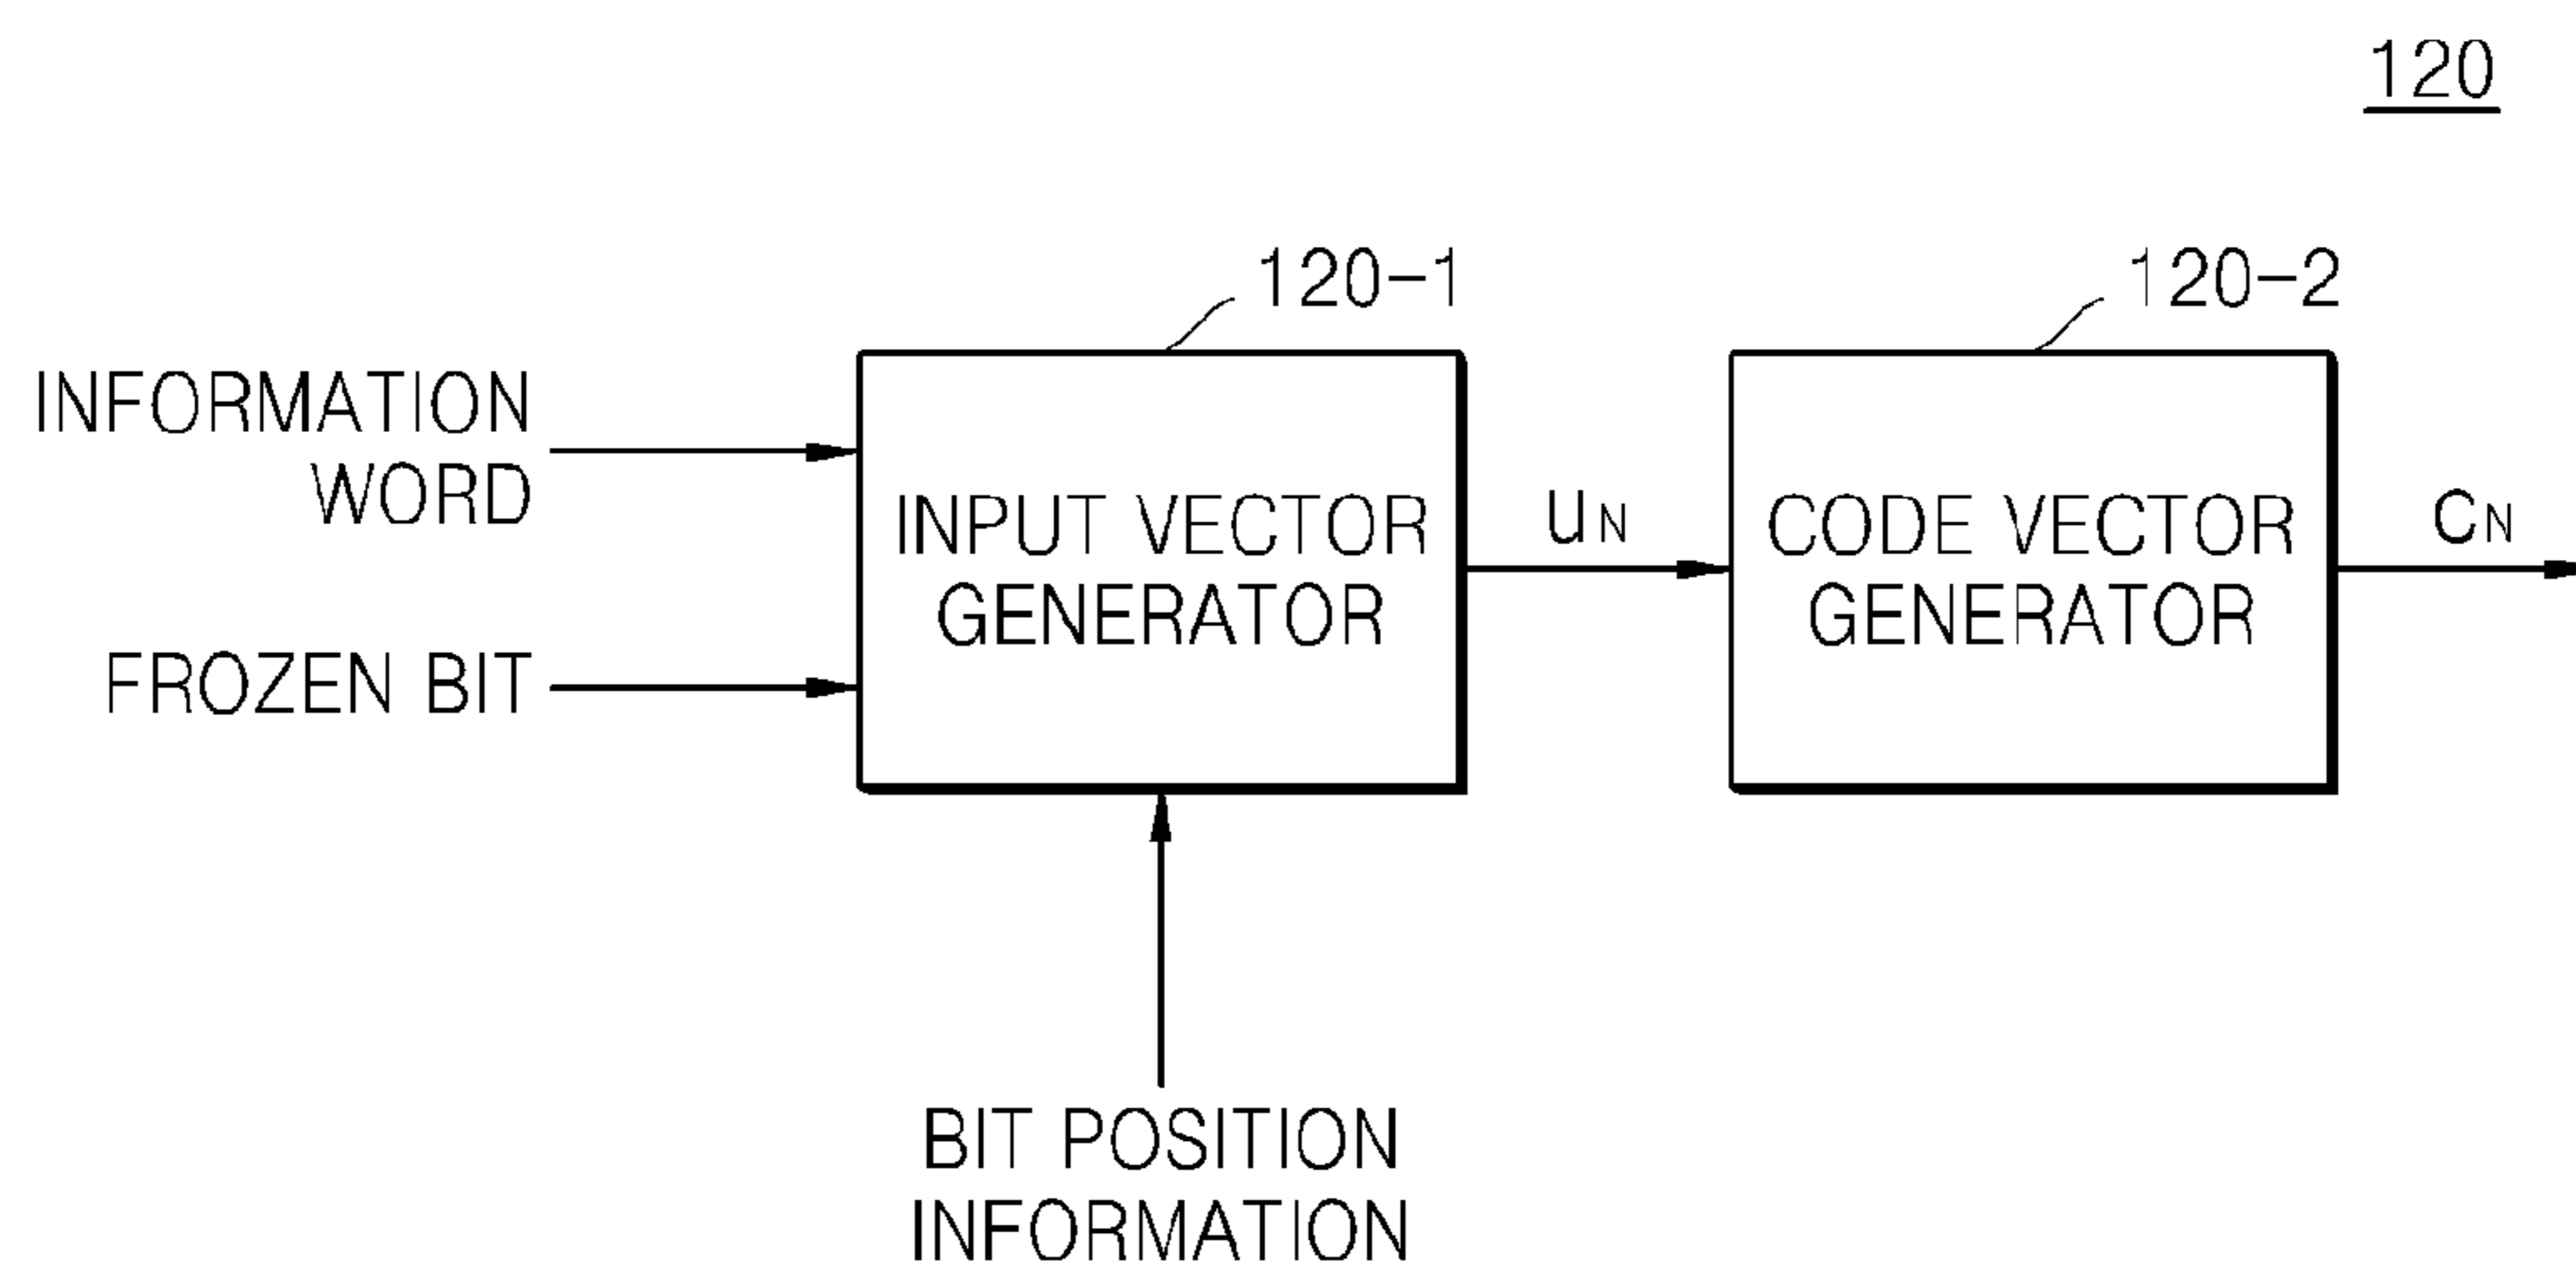 120
120-1
120-2
INFORMATION
WORD
FROZEN BIT
INPUT VECTOR
GENERATOR
uN
CODE VECTOR
GENERATOR
cN
BIT POSITION
INFORMATION